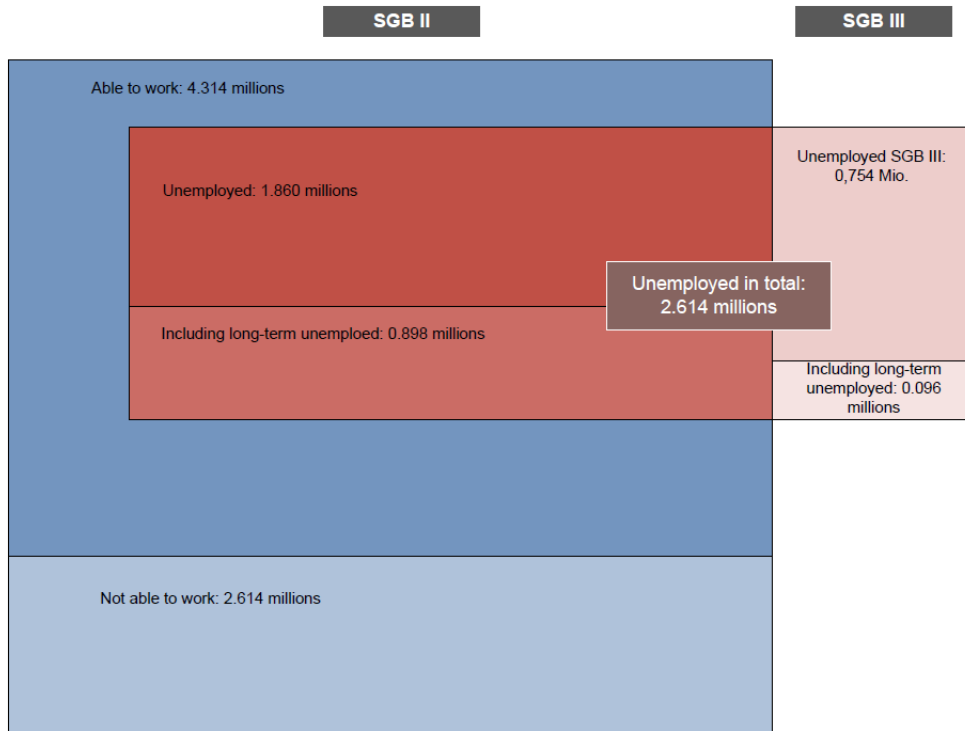 SGB II
SGB III
Able to work: 4.314 millions
Unemployed: 1.860 millions
Unemployed SGB III:
0,754 Mio.
Unemployed in total:
2.614 millions
Including long-term unemploed: 0.898 millions
Including long-term
unemployed: 0.096
millions
Not able to work: 2.614 millions